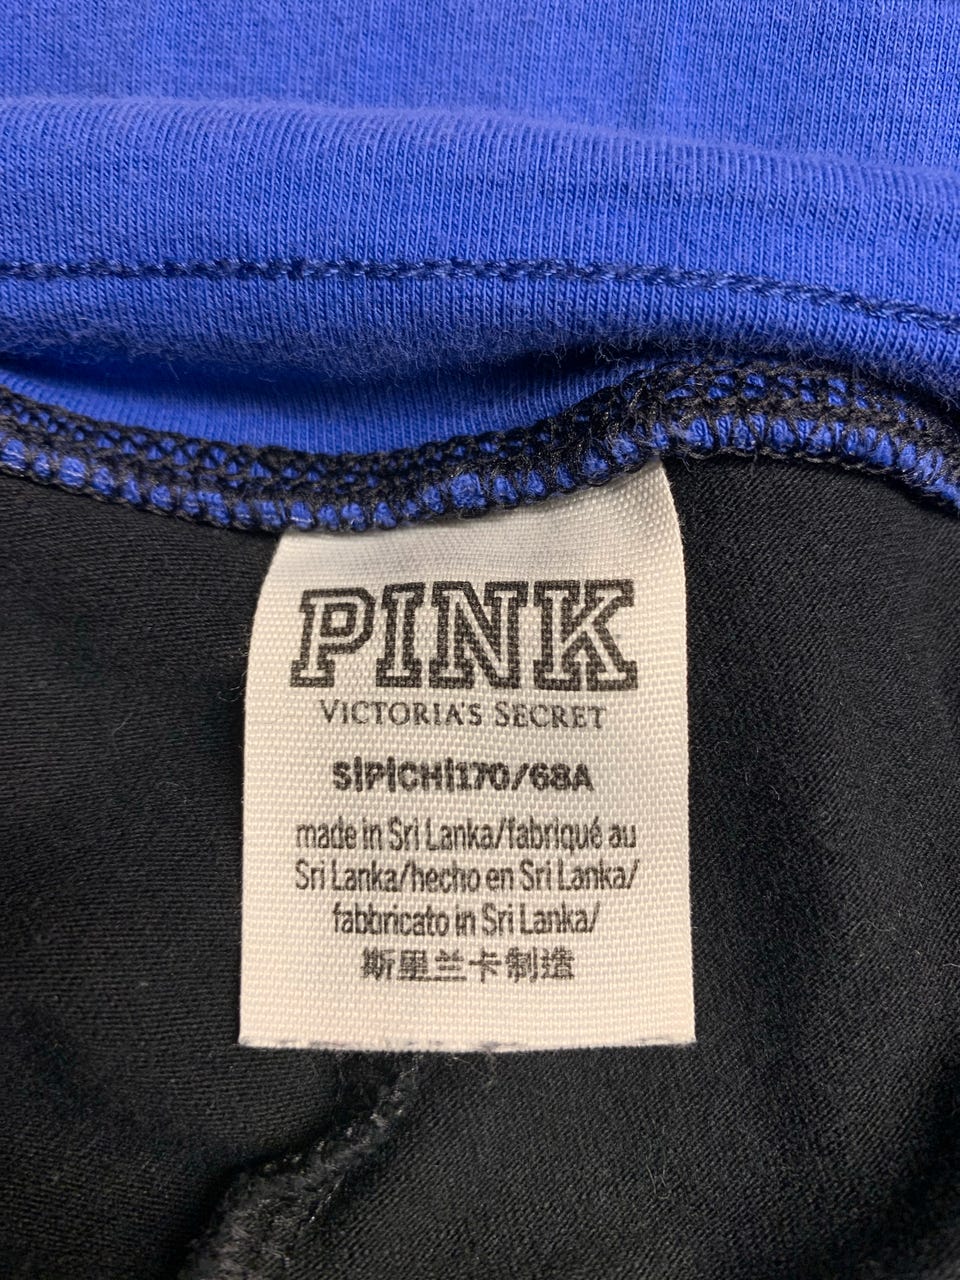 PINK
VICTORIA'S SECRET
S|P|CH|170/68A
made in Sri Lanka/fabriqué au
Sri Lanka/hecho en Sri Lanka/
fabbricato in Sri Lanka/
斯里兰卡制造